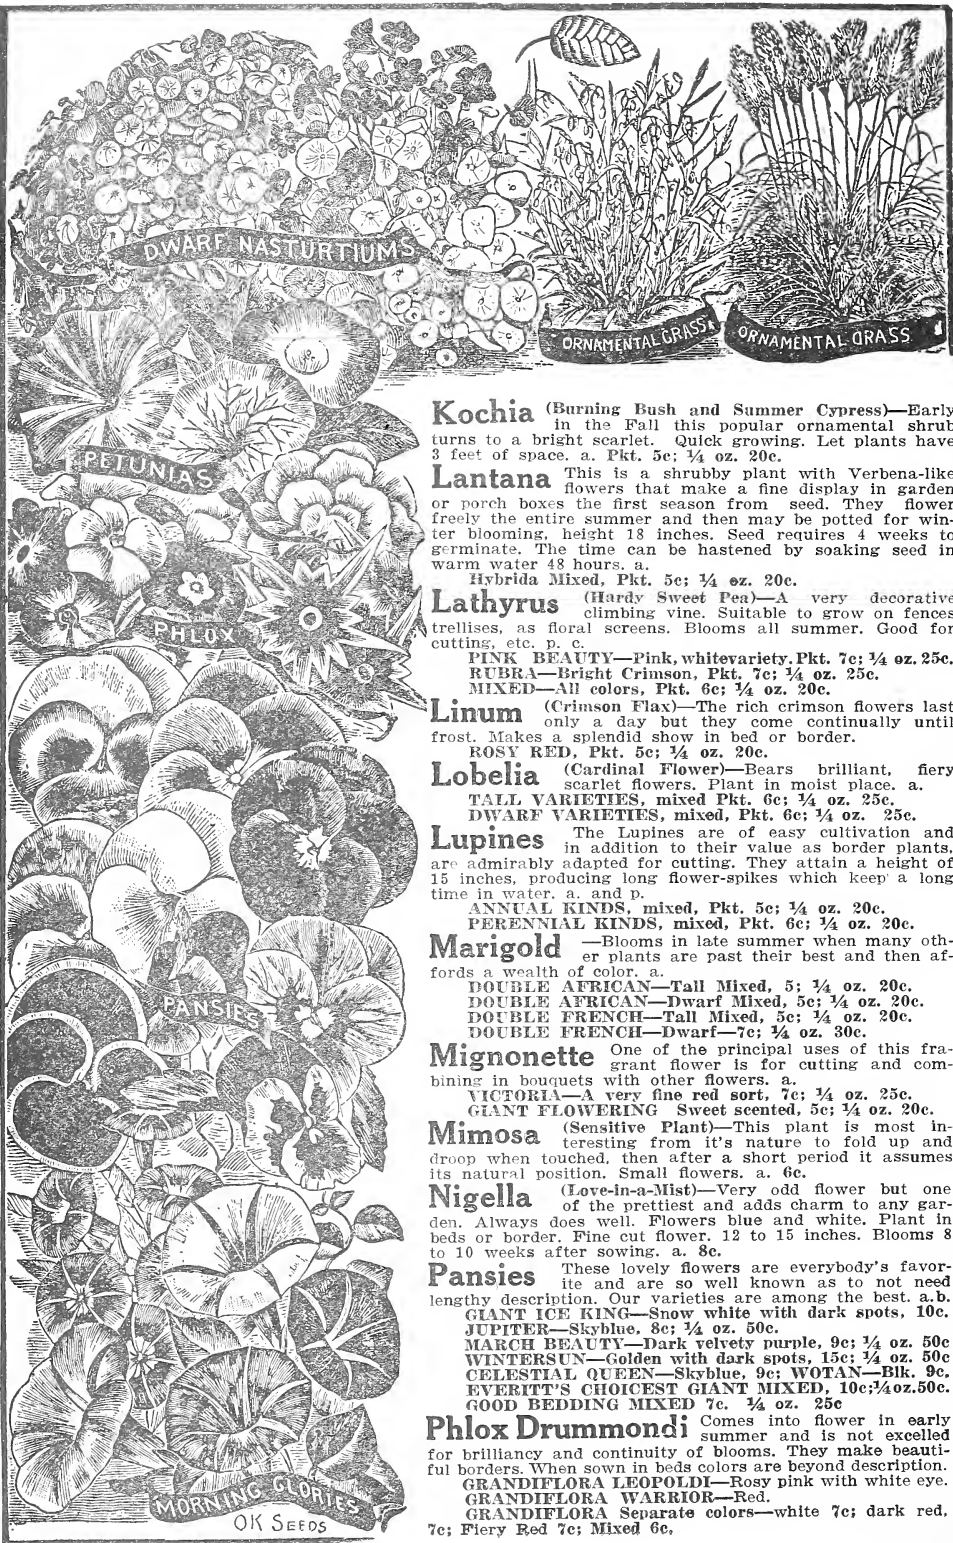 DWARF NASTURTIUMS
ORNAMENTAL GRASS
ORNAMENTAL GRASS
PETUNIAS
PHLOX
PANSIES
MORNING GLORIES
OK SEEDS
Kochia (Burning Bush and Summer Cypress)—Early
in the Fall this popular ornamental shrub
turns to a bright scarlet. Quick growing. Let plants have
3 feet of space. a. Pkt. 5c; ¼ oz. 20c.
Lantana This is a shrubby plant with Verbena-like
flowers that make a fine display in garden
or porch boxes the first season from seed. They flower
freely the entire summer and then may be potted for win-
ter blooming, height 18 inches. Seed requires 4 weeks to
germinate. The time can be hastened by soaking seed in
warm water 48 hours. a.
Hybrida Mixed, Pkt. 5c; ¼ oz. 20c.
Lathyrus (Hardy Sweet Pea)—A very decorative
climbing vine. Suitable to grow on fences
trellises, as floral screens. Blooms all summer. Good for
cutting, etc. p. c.
PINK BEAUTY—Pink, whitevariety. Pkt. 7c; ¼ oz. 25c.
RUBRA—Bright Crimson, Pkt. 7c; ¼ oz. 25c.
MIXED—All colors, Pkt. 6c; ¼ oz. 20c.
Linum (Crimson Flax)—The rich crimson flowers last
only a day but they come continually until
frost. Makes a splendid show in bed or border.
ROSY RED, Pkt. 5c; ¼ oz. 20c.
Lobelia (Cardinal Flower)—Bears brilliant, fiery
scarlet flowers. Plant in moist place. a.
TALL VARIETIES, mixed Pkt. 6c; ¼ oz. 25c.
DWARF VARIETIES, mixed, Pkt. 6c; ¼ oz. 25c.
Lupines The Lupines are of easy cultivation and
in addition to their value as border plants,
are admirably adapted for cutting. They attain a height of
15 inches, producing long flower-spikes which keep a long
time in water. a. and p.
ANNUAL KINDS, mixed, Pkt. 5c; ¼ oz. 20c.
PERENNIAL KINDS, mixed, Pkt. 6c; ¼ oz. 20c.
Marigold —Blooms in late summer when many oth-
er plants are past their best and then af-
fords a wealth of color. a.
DOUBLE AFRICAN—Tall Mixed, 5; ¼ oz. 20c.
DOUBLE AFRICAN—Dwarf Mixed, 5c; ¼ oz. 20c.
DOUBLE FRENCH—Tall Mixed, 5c; ¼ oz. 20c.
DOUBLE FRENCH—Dwarf—7c; ¼ oz. 30c.
Mignonette One of the principal uses of this fra-
grant flower is for cutting and com-
bining in bouquets with other flowers. a.
VICTORIA—A very fine red sort, 7c; ¼ oz. 25c.
GIANT FLOWERING Sweet scented, 5c; ¼ oz. 20c.
Mimosa (Sensitive Plant)—This plant is most in-
teresting from it's nature to fold up and
droop when touched, then after a short period it assumes
its natural position. Small flowers. a. 6c.
Nigella (Love-in-a-Mist)—Very odd flower but one
of the prettiest and adds charm to any gar-
den. Always does well. Flowers blue and white. Plant in
beds or border. Fine cut flower. 12 to 15 inches. Blooms 8
to 10 weeks after sowing. a. 8c.
Pansies These lovely flowers are everybody's favor-
ite and are so well known as to not need
lengthy description. Our varieties are among the best. a.b.
GIANT ICE KING—Snow white with dark spots, 10c.
JUPITER—Skyblue, 8c; ¼ oz. 50c.
MARCH BEAUTY—Dark velvety purple, 9c; ¼ oz. 50c
WINTERSUN—Golden with dark spots, 15c; ¼ oz. 50c
CELESTIAL QUEEN—Skyblue, 9c; WOTAN—Blk. 9c.
EVERITT'S CHOICEST GIANT MIXED, 10c;¼oz.50c.
GOOD BEDDING MIXED 7c. ¼ oz. 25c
Phlox Drummondi Comes into flower in early
summer and is not excelled
for brilliancy and continuity of blooms. They make beauti-
ful borders. When sown in beds colors are beyond description.
GRANDIFLORA LEOPOLDI—Rosy pink with white eye.
GRANDIFLORA WARRIOR—Red.
GRANDIFLORA Separate colors—white 7c; dark red,
7c; Fiery Red 7c; Mixed 6c,